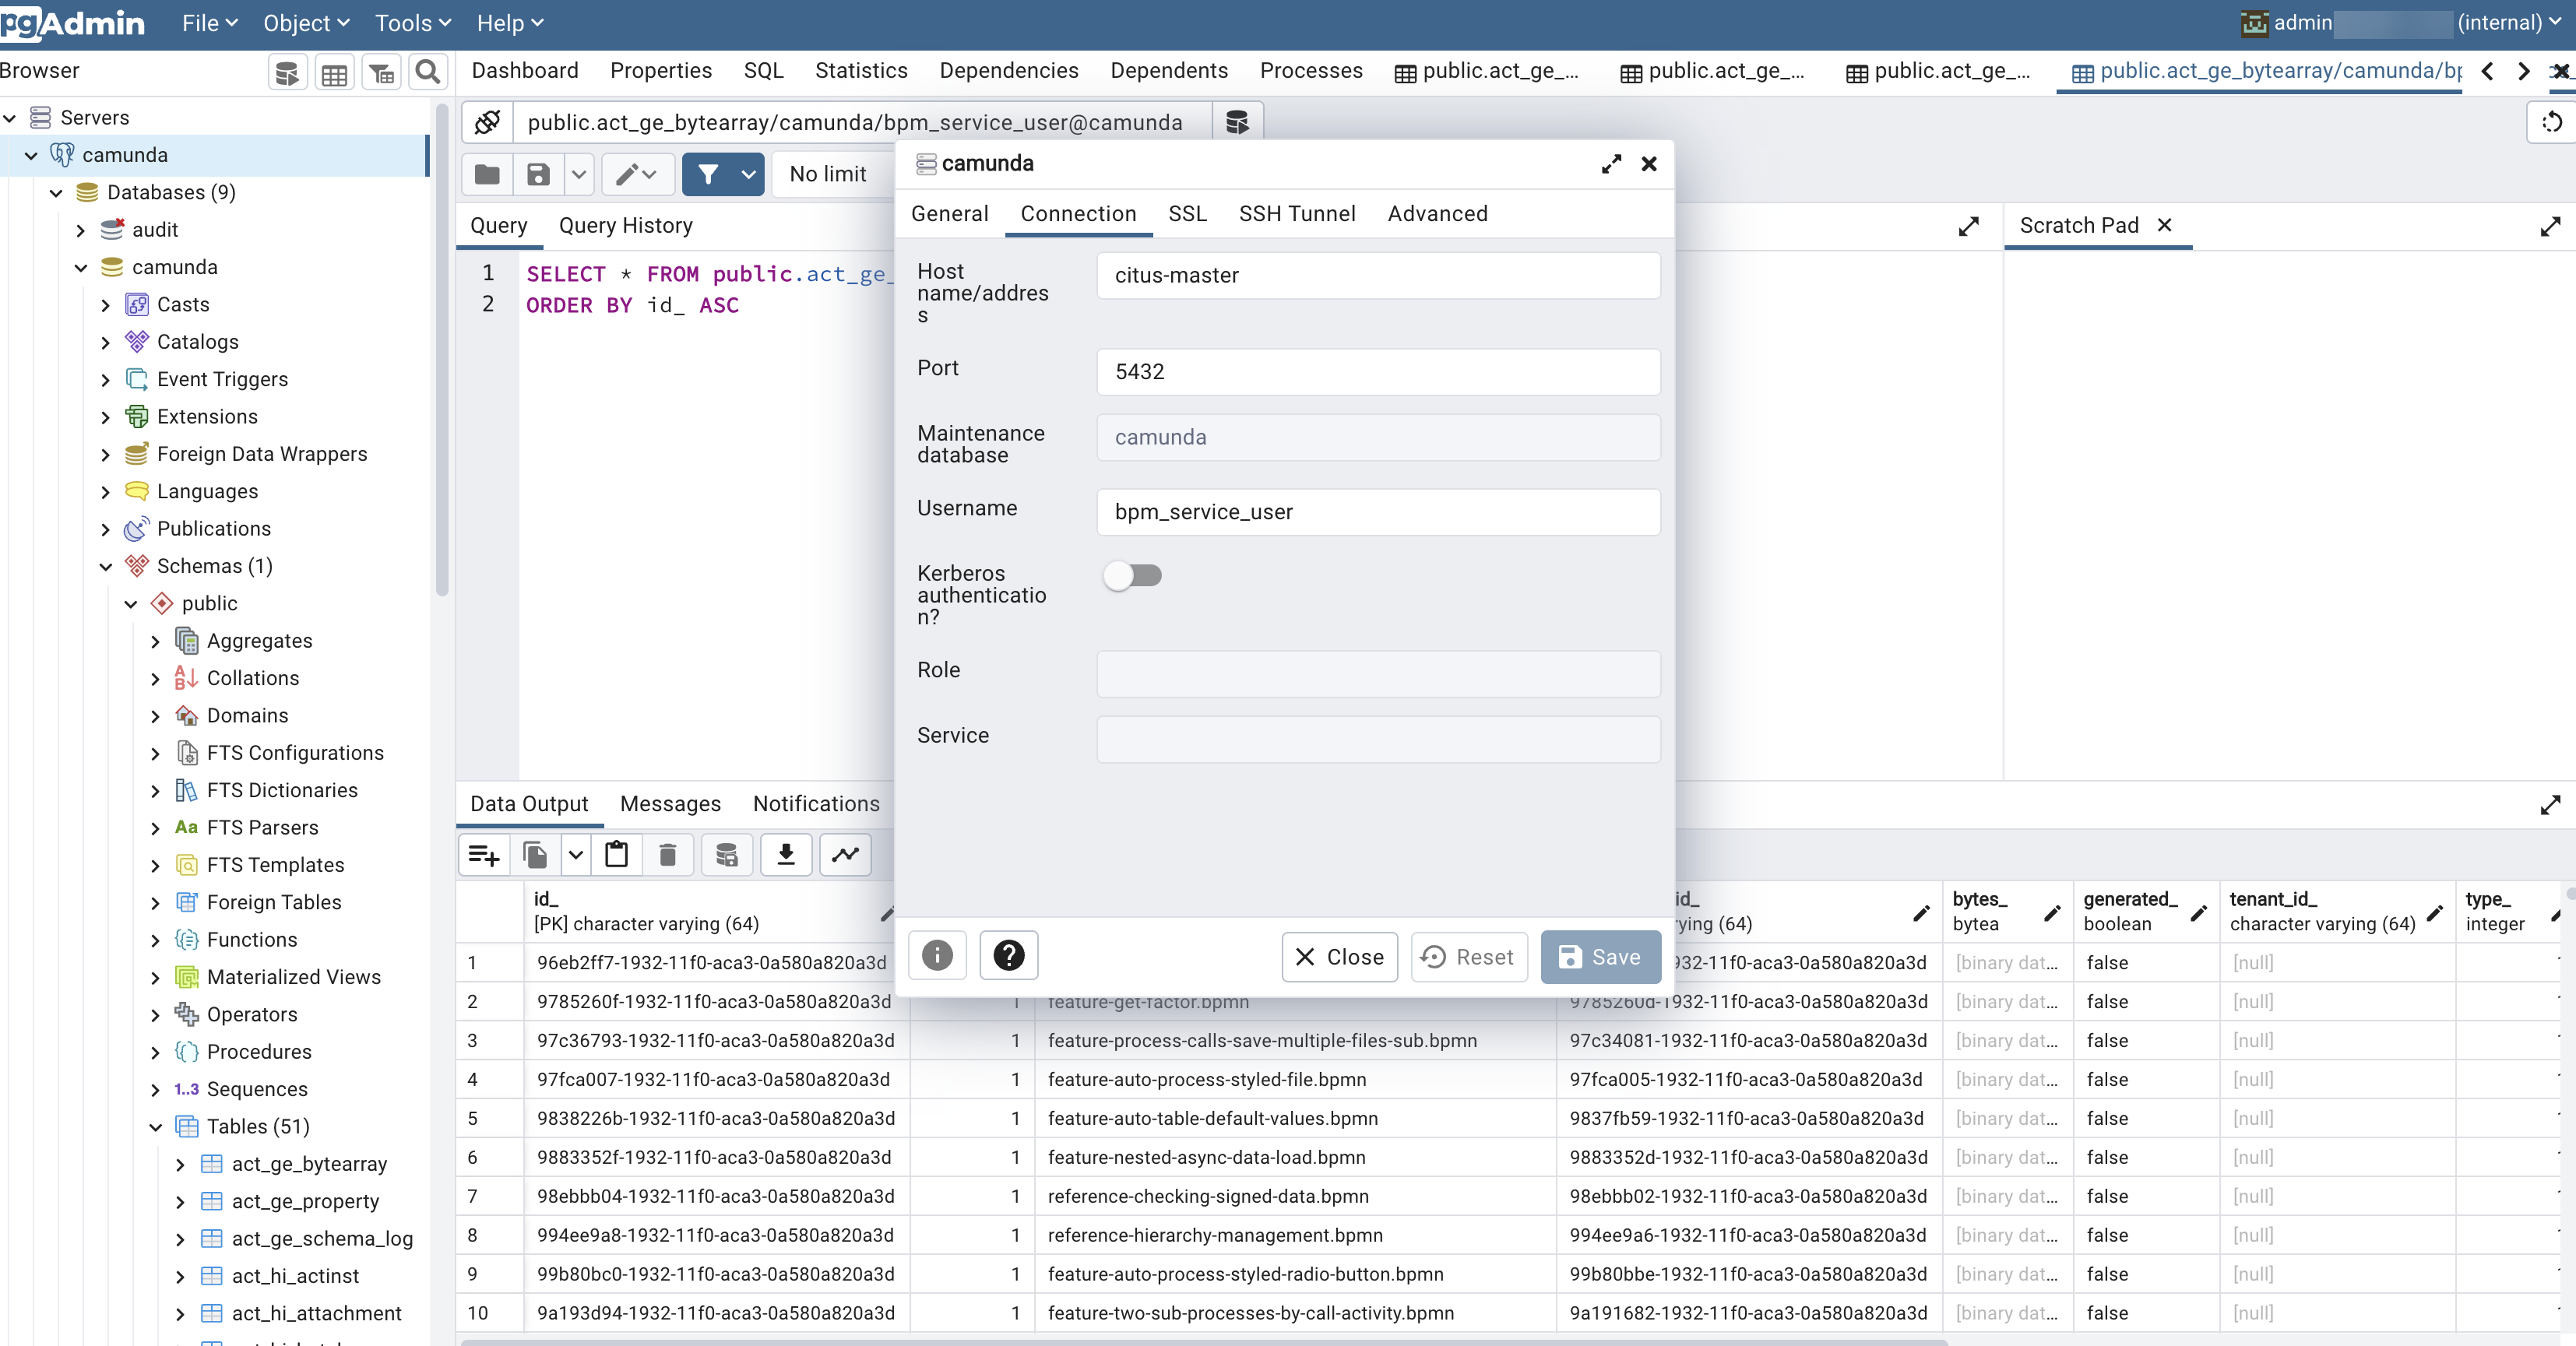 pgAdmin File Object Tools Help admin (internal)
Browser
Dashboard Properties SQL Statistics Dependencies Dependents Processes public.act_ge_... public.act_ge_... public.act_ge_... public.act_ge_bytearray/camunda/bp
Servers
camunda
Databases (9)
audit
camunda
Casts
Catalogs
Event Triggers
Extensions
Foreign Data Wrappers
Languages
Publications
Schemas (1)
public
Aggregates
Collations
Domains
FTS Configurations
FTS Dictionaries
Aa FTS Parsers
FTS Templates
Foreign Tables
Functions
Materialized Views
Operators
Procedures
1..3 Sequences
Tables (51)
act_ge_bytearray
act_ge_property
act_ge_schema_log
act_hi_actinst
act_hi_attachment
public.act_ge_bytearray/camunda/bpm_service_user@camunda
No limit
Query Query History
Scratch Pad
1 SELECT * FROM public.act_ge_
2 ORDER BY id_ ASC
camunda
General Connection SSL SSH Tunnel Advanced
Host
name/addres
s
citus-master
Port 5432
Maintenance
database
camunda
Username bpm_service_user
Kerberos
authenticatio
n?
Role
Service
Close Reset Save
Data Output Messages Notifications
id_ id_ bytes_ generated_ tenant_id_ type_
[PK] character varying (64) ying (64) bytea boolean character varying (64) integer
1 96eb2ff7-1932-11f0-aca3-0a580a820a3d 932-11f0-aca3-0a580a820a3d [binary dat... false [null]
2 9785260f-1932-11f0-aca3-0a580a820a3d 1 feature-get-factor.bpmn 9785260d-1932-11f0-aca3-0a580a820a3d [binary dat... false [null]
3 97c36793-1932-11f0-aca3-0a580a820a3d 1 feature-process-calls-save-multiple-files-sub.bpmn 97c34081-1932-11f0-aca3-0a580a820a3d [binary dat... false [null]
4 97fca007-1932-11f0-aca3-0a580a820a3d 1 feature-auto-process-styled-file.bpmn 97fca005-1932-11f0-aca3-0a580a820a3d [binary dat... false [null]
5 9838226b-1932-11f0-aca3-0a580a820a3d 1 feature-auto-table-default-values.bpmn 9837fb59-1932-11f0-aca3-0a580a820a3d [binary dat... false [null]
6 9883352f-1932-11f0-aca3-0a580a820a3d 1 feature-nested-async-data-load.bpmn 9883352d-1932-11f0-aca3-0a580a820a3d [binary dat... false [null]
7 98ebbb04-1932-11f0-aca3-0a580a820a3d 1 reference-checking-signed-data.bpmn 98ebbb02-1932-11f0-aca3-0a580a820a3d [binary dat... false [null]
8 994ee9a8-1932-11f0-aca3-0a580a820a3d 1 reference-hierarchy-management.bpmn 994ee9a6-1932-11f0-aca3-0a580a820a3d [binary dat... false [null]
9 99b80bc0-1932-11f0-aca3-0a580a820a3d 1 feature-auto-process-styled-radio-button.bpmn 99b80bbe-1932-11f0-aca3-0a580a820a3d [binary dat... false [null]
10 9a193d94-1932-11f0-aca3-0a580a820a3d 1 feature-two-sub-processes-by-call-activity.bpmn 9a191682-1932-11f0-aca3-0a580a820a3d [binary dat... false [null]